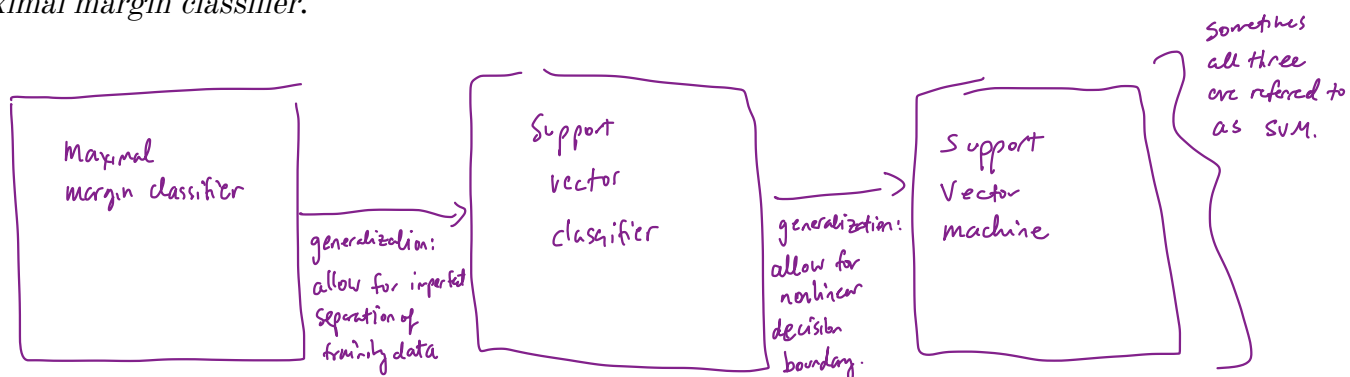 ximal margin classifier.
Maximal
margin classifier
generalization:
allow for imperfect
separation of
training data
Support
vector
classifier
generalization:
allow for
nonlinear
decision
boundary.
Support
Vector
machine
Sometimes
all three
are referred to
as SVM.